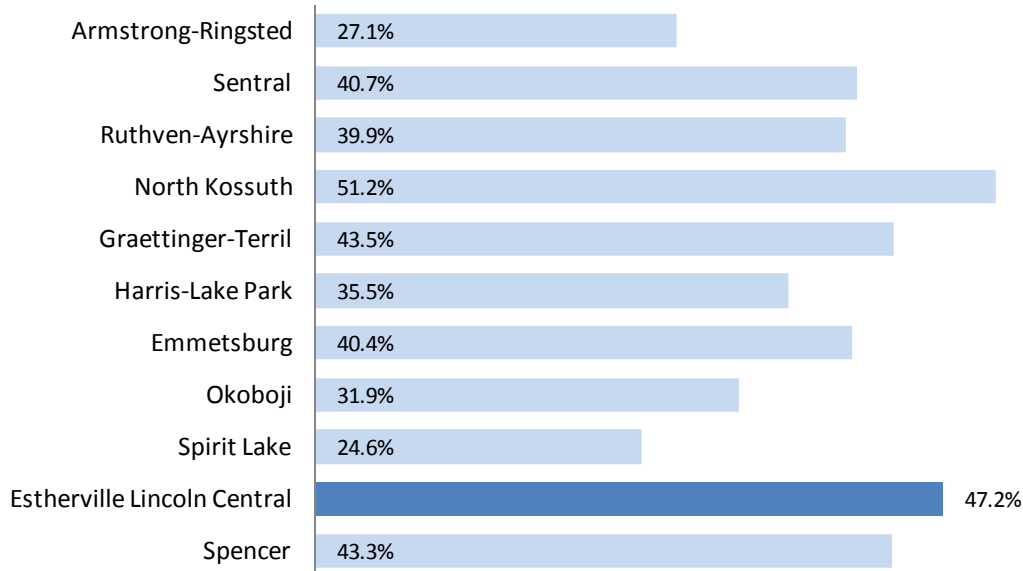 Armstrong-Ringsted 27.1%
Sentral 40.7%
Ruthven-Ayrshire 39.9%
North Kossuth 51.2%
Graettinger-Terril 43.5%
Harris-Lake Park 35.5%
Emmetsburg 40.4%
Okoboji 31.9%
Spirit Lake 24.6%
Estherville Lincoln Central 47.2%
Spencer 43.3%